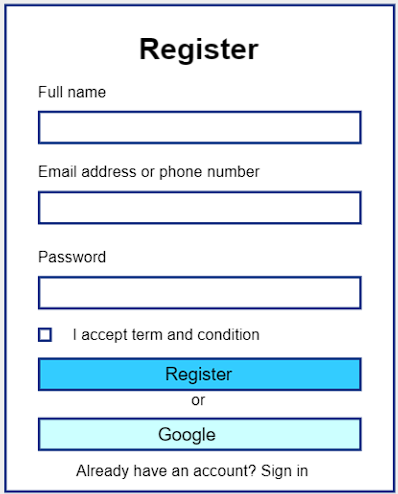 Register
Full name
Email address or phone number
Password
I accept term and condition
Register
or
Google
Already have an account? Sign in